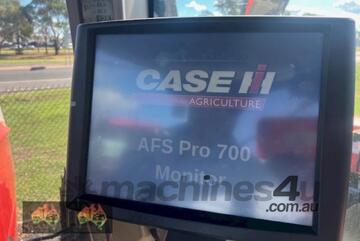 CASE IH
AGRICULTURE
AFS Pro 700
Monitor
machines4u
.com.au